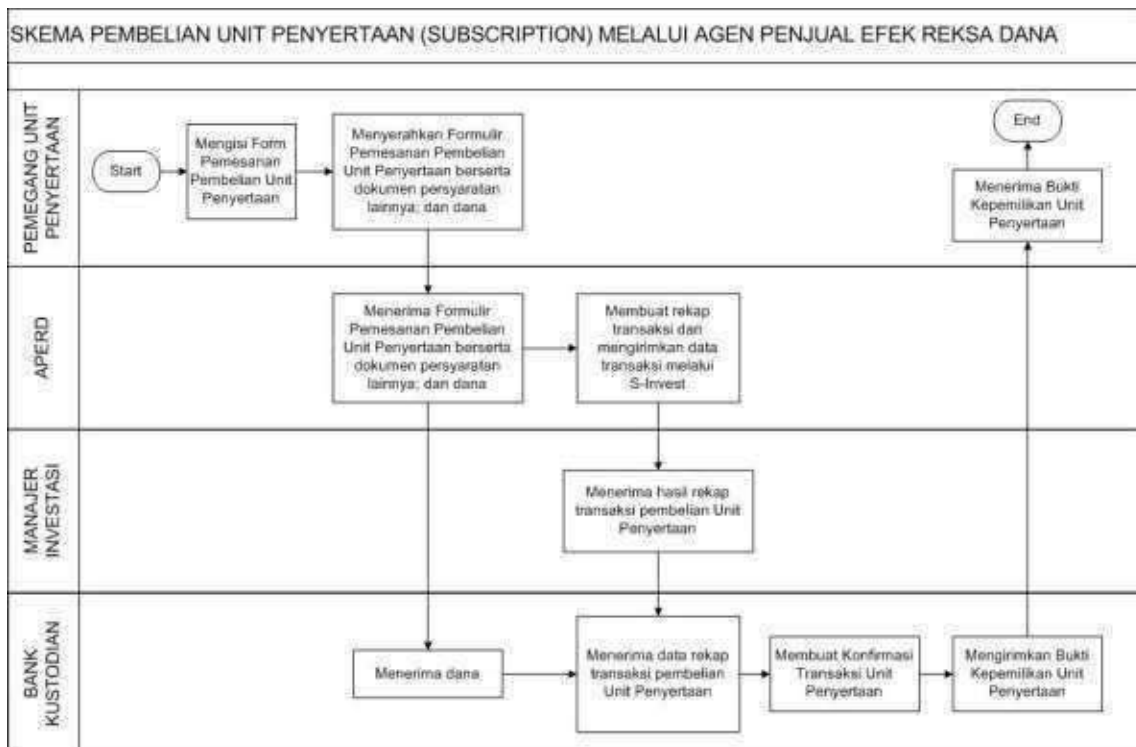 SKEMA PEMBELIAN UNIT PENYERTAAN (SUBSCRIPTION) MELALUI AGEN PENJUAL EFEK REKSA DANA
PEMEGANG UNIT
PENYERTAAN
Start
Mengisi Form
Pemesanan
Pembelian Unit
Penyertaan
Menyerahkan Formulir
Pemesanan Pembelian
Unit Penyertaan berserta
dokumen persyaratan
lainnya; dan dana
End
Menerima Bukti
Kepemilikan Unit
Penyertaan
APERD
Menerima Formulir
Pemesanan Pembelian
Unit Penyertaan berserta
dokumen persyaratan
lainnya; dan dana
Membuat rekap
transaksi dan
mengirimkan data
transaksi melalui
S-Invest
MANAJER
INVESTASI
Menerima hasil rekap
transaksi pembelian Unit
Penyertaan
BANK
KUSTODIAN
Menerima dana
Menerima data rekap
transaksi pembelian
Unit Penyertaan
Membuat Konfirmasi
Transaksi Unit
Penyertaan
Mengirimkan Bukti
Kepemilikan Unit
Penyertaan